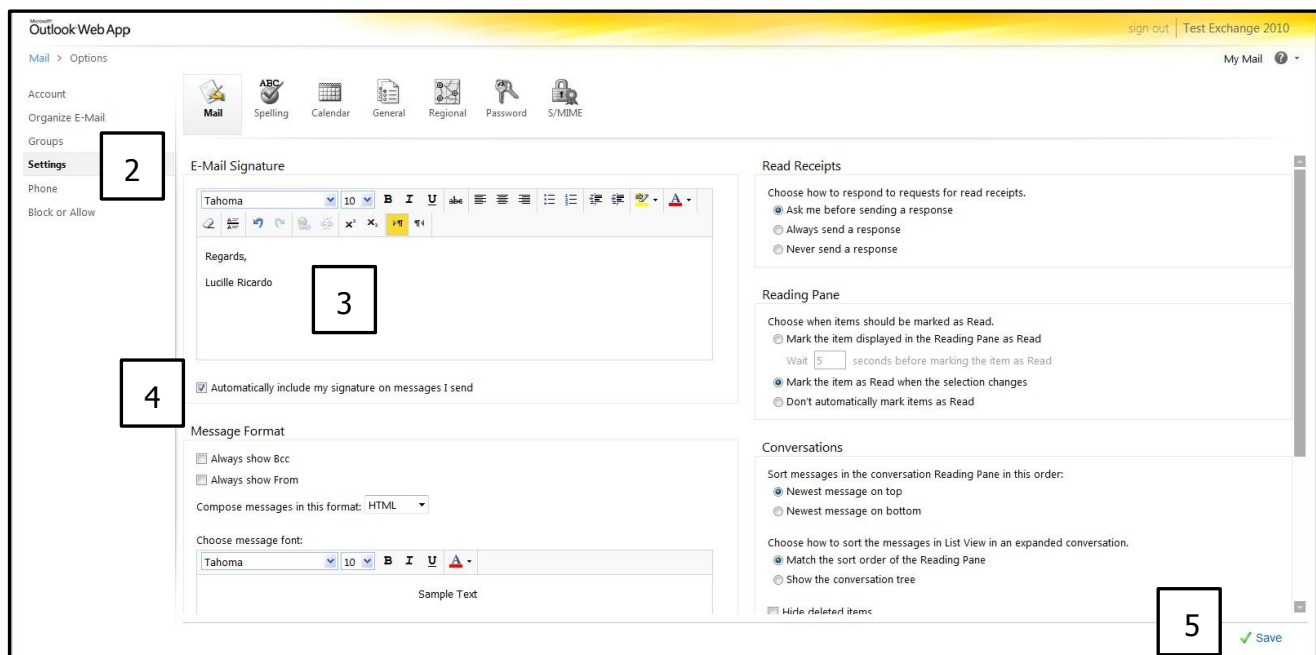 Microsoft
Outlook Web App
sign out | Test Exchange 2010
Mail > Options
My Mail
Account
Organize E-Mail
Groups
Settings
Phone
Block or Allow
2
Mail
ABC
Spelling
Calendar
General
Regional
Password
S/MIME
E-Mail Signature
Tahoma 10 B I U abc A
Regards,
Lucille Ricardo
3
4
Automatically include my signature on messages I send
Message Format
Always show Bcc
Always show From
Compose messages in this format: HTML
Choose message font:
Tahoma 10 B I U A
Sample Text
Read Receipts
Choose how to respond to requests for read receipts.
Ask me before sending a response
Always send a response
Never send a response
Reading Pane
Choose when items should be marked as Read.
Mark the item displayed in the Reading Pane as Read
Wait 5 seconds before marking the item as Read
Mark the item as Read when the selection changes
Don't automatically mark items as Read
Conversations
Sort messages in the conversation Reading Pane in this order:
Newest message on top
Newest message on bottom
Choose how to sort the messages in List View in an expanded conversation.
Match the sort order of the Reading Pane
Show the conversation tree
Hide deleted items
5
Save